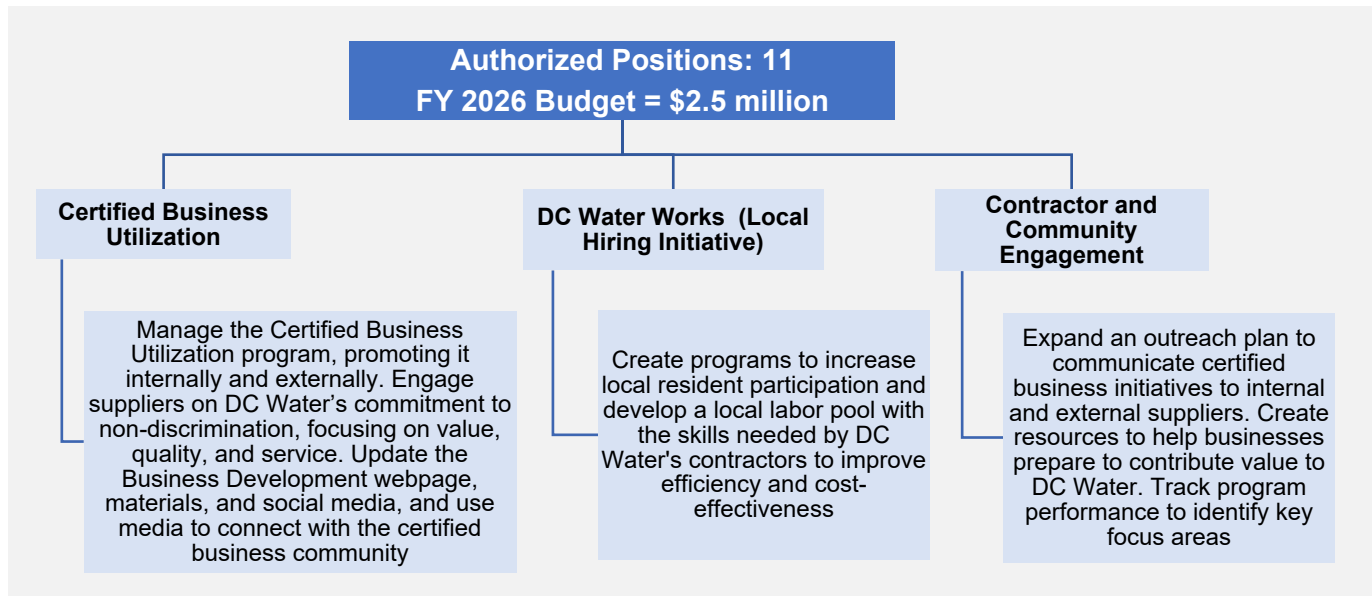 Authorized Positions: 11
FY 2026 Budget = $2.5 million
Certified Business
Utilization
Manage the Certified Business
Utilization program, promoting it
internally and externally. Engage
suppliers on DC Water’s commitment to
non-discrimination, focusing on value,
quality, and service. Update the
Business Development webpage,
materials, and social media, and use
media to connect with the certified
business community
DC Water Works (Local
Hiring Initiative)
Create programs to increase
local resident participation and
develop a local labor pool with
the skills needed by DC
Water's contractors to improve
efficiency and cost-
effectiveness
Contractor and
Community
Engagement
Expand an outreach plan to
communicate certified
business initiatives to internal
and external suppliers. Create
resources to help businesses
prepare to contribute value to
DC Water. Track program
performance to identify key
focus areas